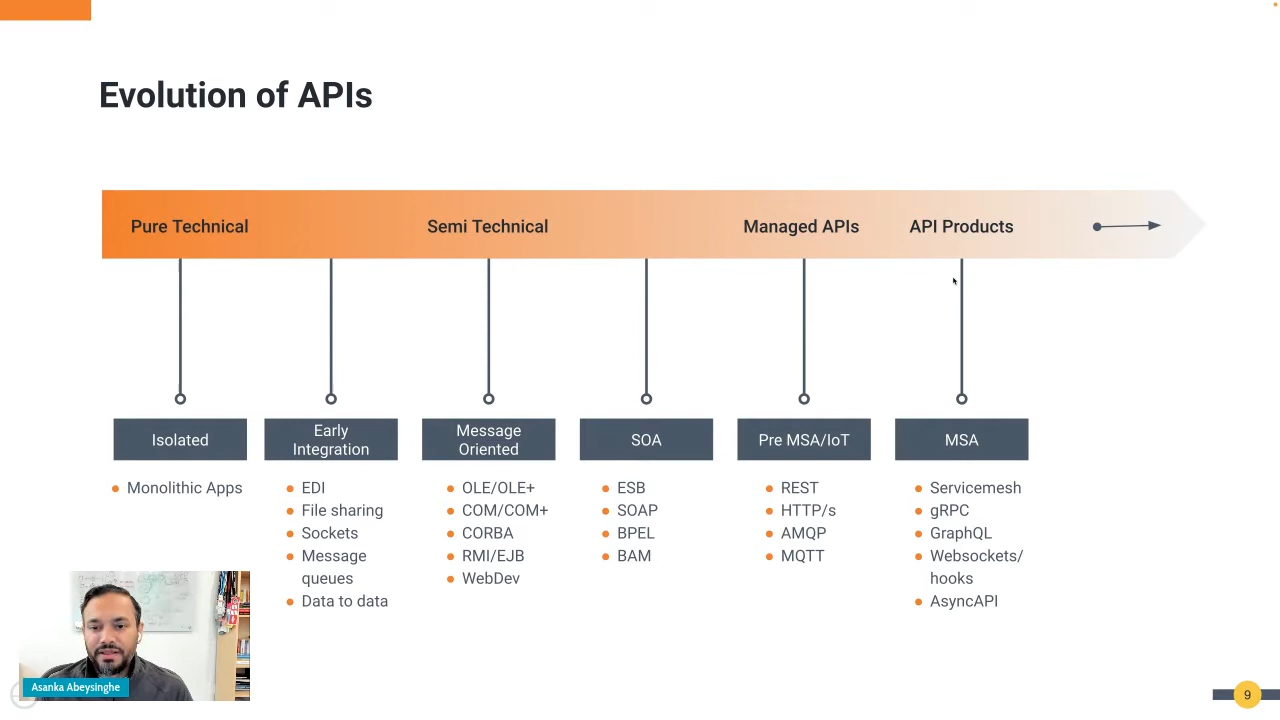 Evolution of APIs
Pure Technical
Semi Technical
Managed APIs
API Products
Isolated
Monolithic Apps
Early
Integration
EDI
File sharing
Sockets
Message
queues
Data to data
Message
Oriented
OLE/OLE+
COM/COM+
CORBA
RMI/EJB
WebDev
SOA
ESB
SOAP
BPEL
BAM
Pre MSA/IoT
REST
HTTP/s
AMQP
MQTT
MSA
Servicemesh
gRPC
GraphQL
Websockets/
hooks
AsyncAPI
Asanka Abeysinghe
9